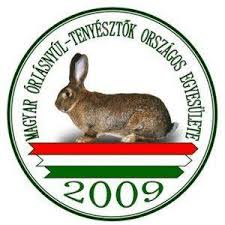 MAGYAR ÓRIÁSNYÚL-TENYÉSZTŐK ORSZÁGOS EGYESÜLETE
2009